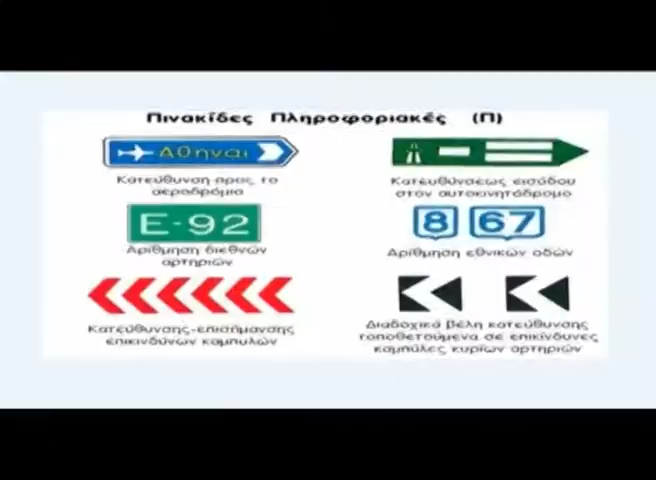 Πινακίδες Πληροφοριακές (Π)
Αθήναι
Κατεύθυνση προς το
αεροδρόμιο
Κατευθύνσεως εισόδου
στον αυτοκινητόδρομο
E-92
Αρίθμηση διεθνών
αρτηριών
8 67
Αρίθμηση εθνικών οδών
Κατεύθυνσης-επισήμανσης
επικινδύνων καμπυλών
Διαδοχικά βέλη κατεύθυνσης
τοποθετούμενα σε επικίνδυνες
καμπύλες κυρίων αρτηριών